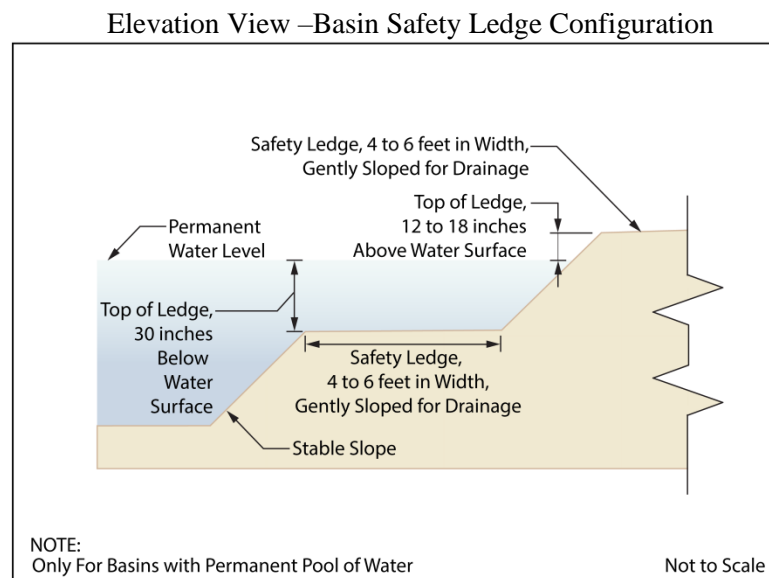 Elevation View –Basin Safety Ledge Configuration
Safety Ledge, 4 to 6 feet in Width,
Gently Sloped for Drainage
Top of Ledge,
12 to 18 inches
Above Water Surface
Permanent
Water Level
Top of Ledge,
30 inches
Below
Water
Surface
Safety Ledge,
4 to 6 feet in Width,
Gently Sloped for Drainage
Stable Slope
NOTE:
Only For Basins with Permanent Pool of Water
Not to Scale